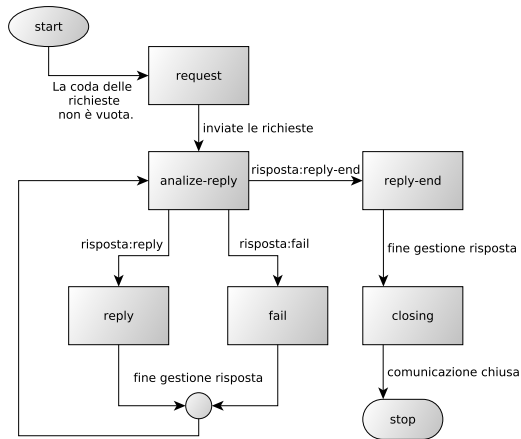 start
request
La coda delle
richieste
non è vuota.
inviate le richieste
analize-reply
risposta:reply-end
reply-end
risposta:reply
risposta:fail
fine gestione risposta
reply
fail
closing
fine gestione risposta
comunicazione chiusa
stop